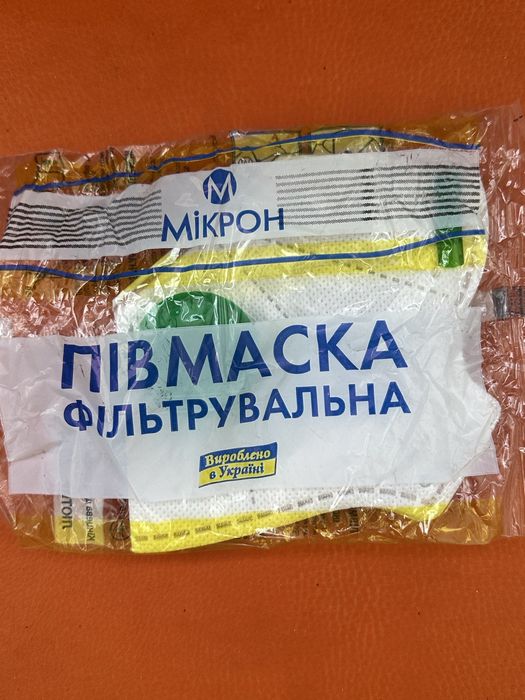 М
МІКРОН
ПІВМАСКА
ФІЛЬТРУВАЛЬНА
Вироблено
в Україні